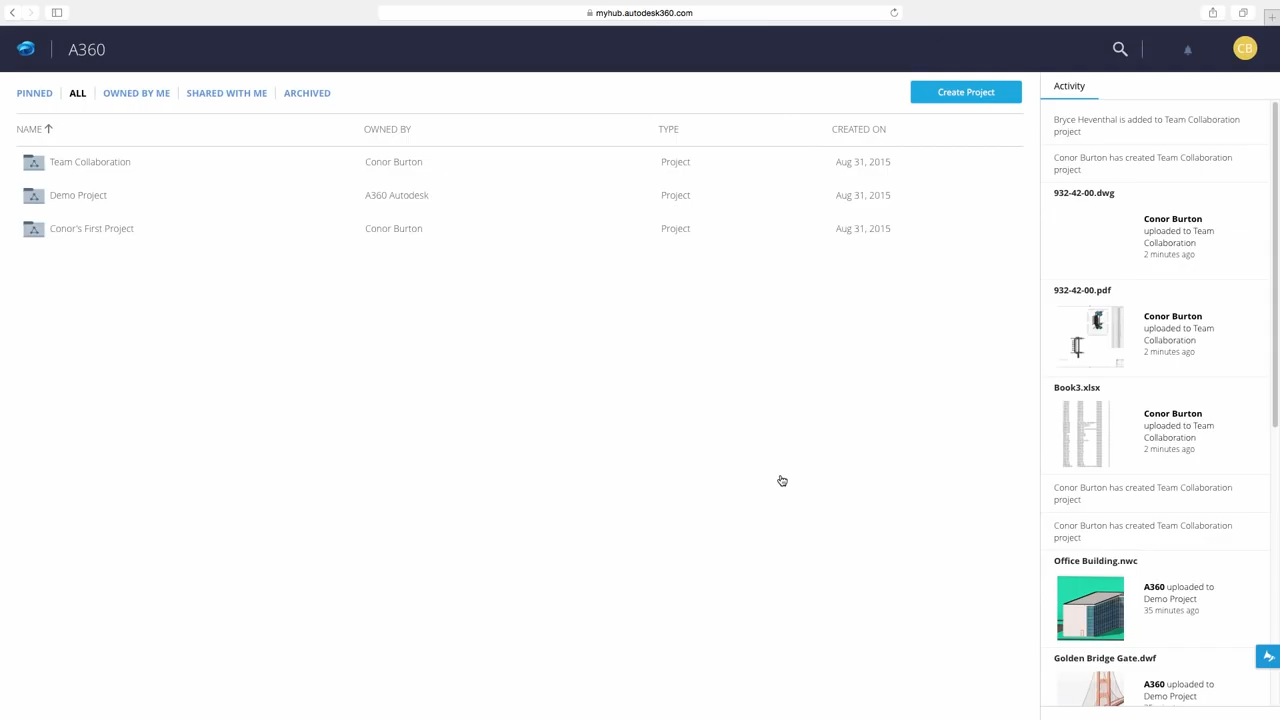 myhub.autodesk360.com
A360
CB
PINNED
ALL
OWNED BY ME
SHARED WITH ME
ARCHIVED
Create Project
NAME
OWNED BY
TYPE
CREATED ON
Team Collaboration
Conor Burton
Project
Aug 31, 2015
Demo Project
A360 Autodesk
Project
Aug 31, 2015
Conor's First Project
Conor Burton
Project
Aug 31, 2015
Activity
Bryce Heventhal is added to Team Collaboration
project
Conor Burton has created Team Collaboration
project
932-42-00.dwg
Conor Burton
uploaded to Team
Collaboration
2 minutes ago
932-42-00.pdf
Conor Burton
uploaded to Team
Collaboration
2 minutes ago
Book3.xlsx
Conor Burton
uploaded to Team
Collaboration
2 minutes ago
Conor Burton has created Team Collaboration
project
Conor Burton has created Team Collaboration
project
Office Building.nwc
A360 uploaded to
Demo Project
35 minutes ago
Golden Bridge Gate.dwf
A360 uploaded to
Demo Project